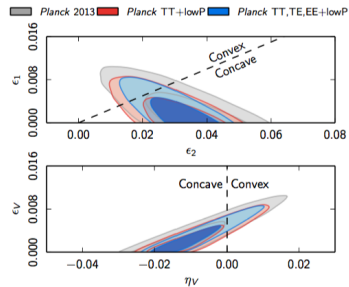 Planck 2013 Planck TT+lowP Planck TT,TE,EE+lowP
0.016
0.008
0.000
ϵ1
Convex
Concave
0.00 0.02 0.04 0.06
ϵ2
0.016
0.008
0.000
ϵV
Concave Convex
−0.04 −0.02 0.00 0.02
ηV